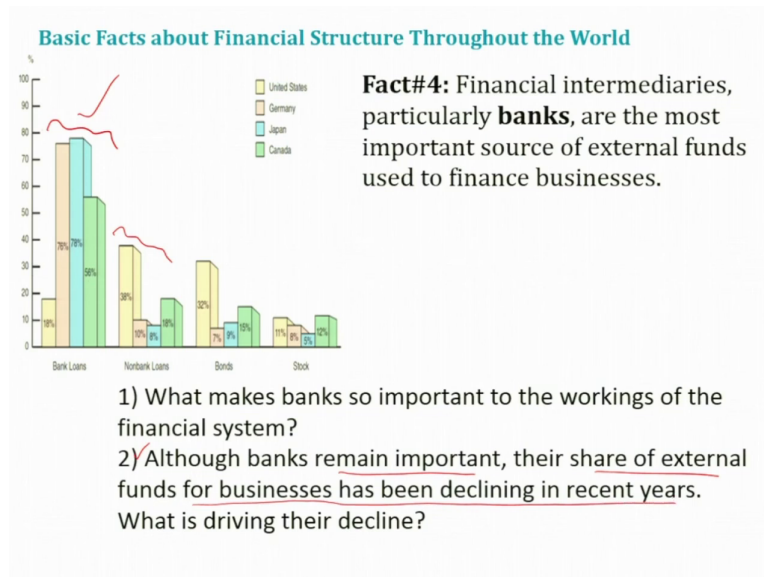 Basic Facts about Financial Structure Throughout the World
%
100
90
80
70
60
50
40
30
20
10
0
United States
Germany
Japan
Canada
18%
76%
78%
56%
38%
10%
8%
18%
32%
7%
9%
15%
11%
8%
5%
12%
Bank Loans
Nonbank Loans
Bonds
Stock
Fact#4: Financial intermediaries,
particularly banks, are the most
important source of external funds
used to finance businesses.
1) What makes banks so important to the workings of the
financial system?
2) Although banks remain important, their share of external
funds for businesses has been declining in recent years.
What is driving their decline?